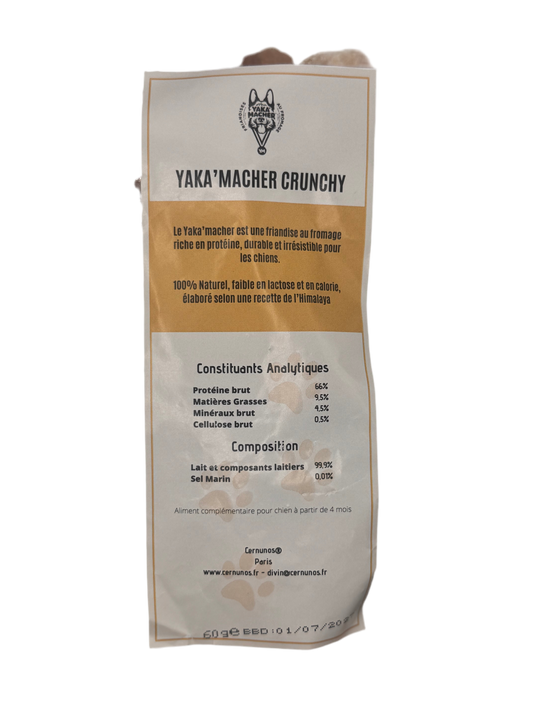 FRIANDISES
AU FROMAGE
YAKA'
MACHER
YAKA'MACHER CRUNCHY
Le Yaka'macher est une friandise au fromage
riche en protéine, durable et irrésistible pour
les chiens.
100% Naturel, faible en lactose et en calorie,
élaboré selon une recette de l'Himalaya
Constituants Analytiques
Protéine brut 66%
Matières Grasses 9,5%
Minéraux brut 4,5%
Cellulose brut 0,5%
Composition
Lait et composants laitiers 99,9%
Sel Marin 0,01%
Aliment complémentaire pour chien à partir de 4 mois
Cernunos®
Paris
www.cernunos.fr - divin@cernunos.fr
60g℮ BBD:01/07/